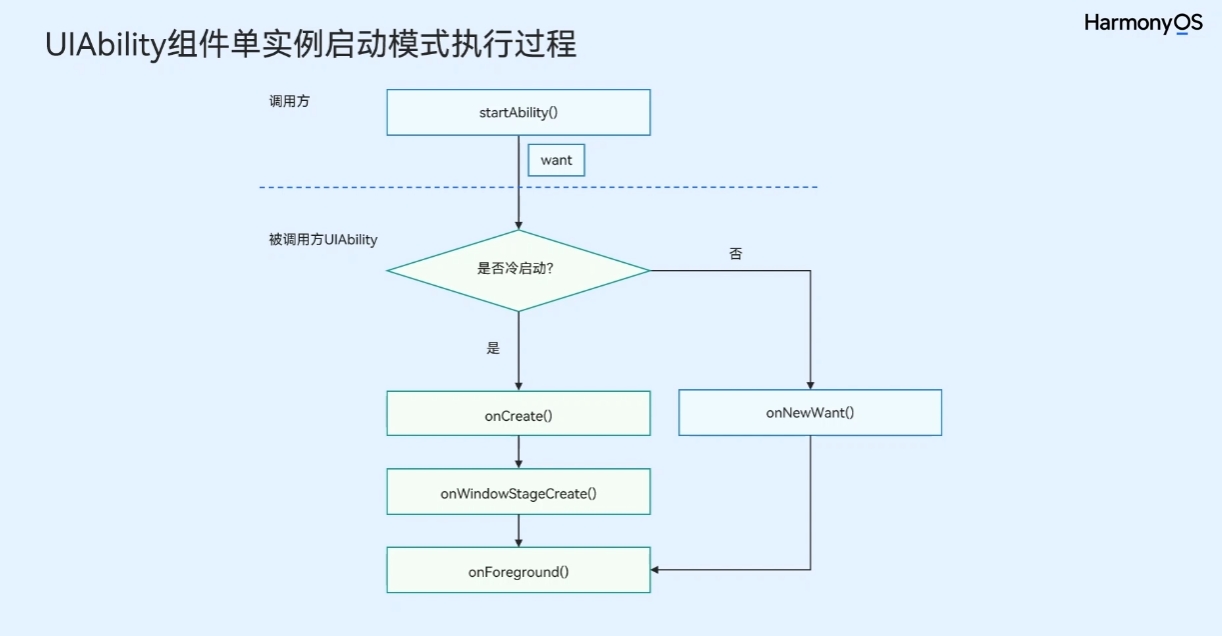 HarmonyOS
UIAbility组件单实例启动模式执行过程
调用方
startAbility()
want
被调用方UIAbility
是否冷启动?
否
是
onCreate()
onNewWant()
onWindowStageCreate()
onForeground()